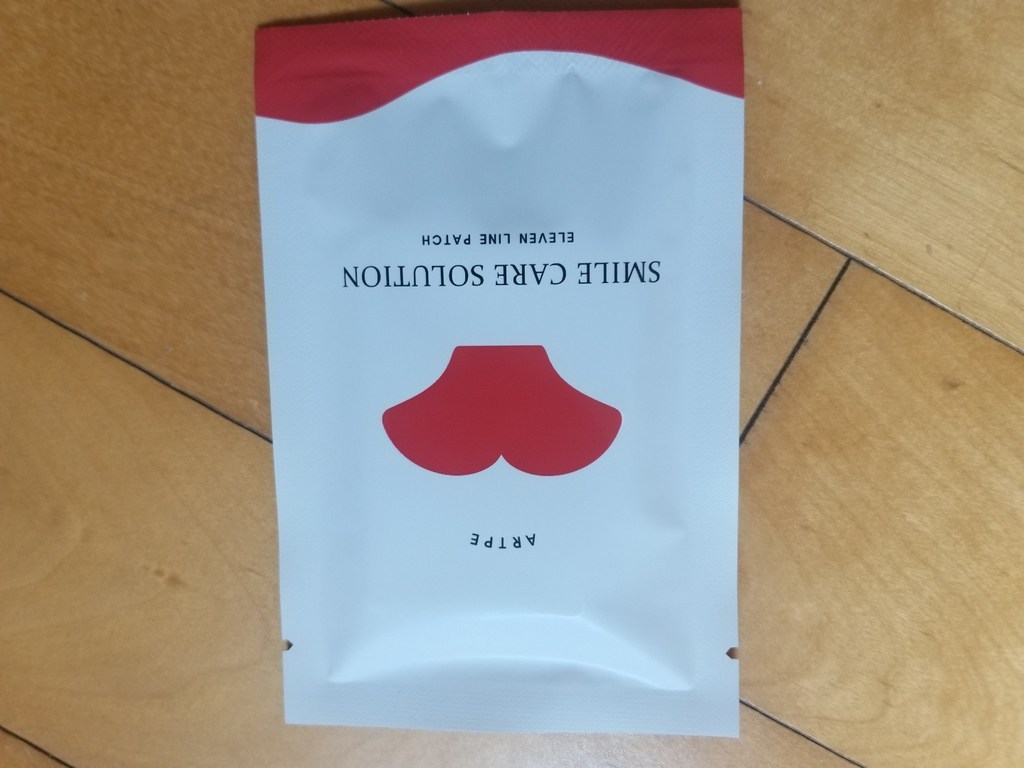 ARTPE
SMILE CARE SOLUTION
ELEVEN LINE PATCH